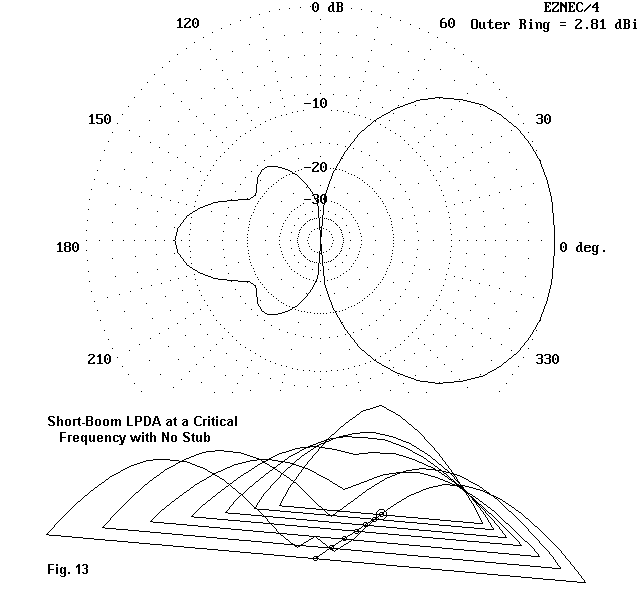 0 dB
EZNEC/4
120
60
Outer Ring = 2.81 dBi
-10
150
30
-20
-30
180
0 deg.
210
330
Short-Boom LPDA at a Critical
Frequency with No Stub
Fig. 13